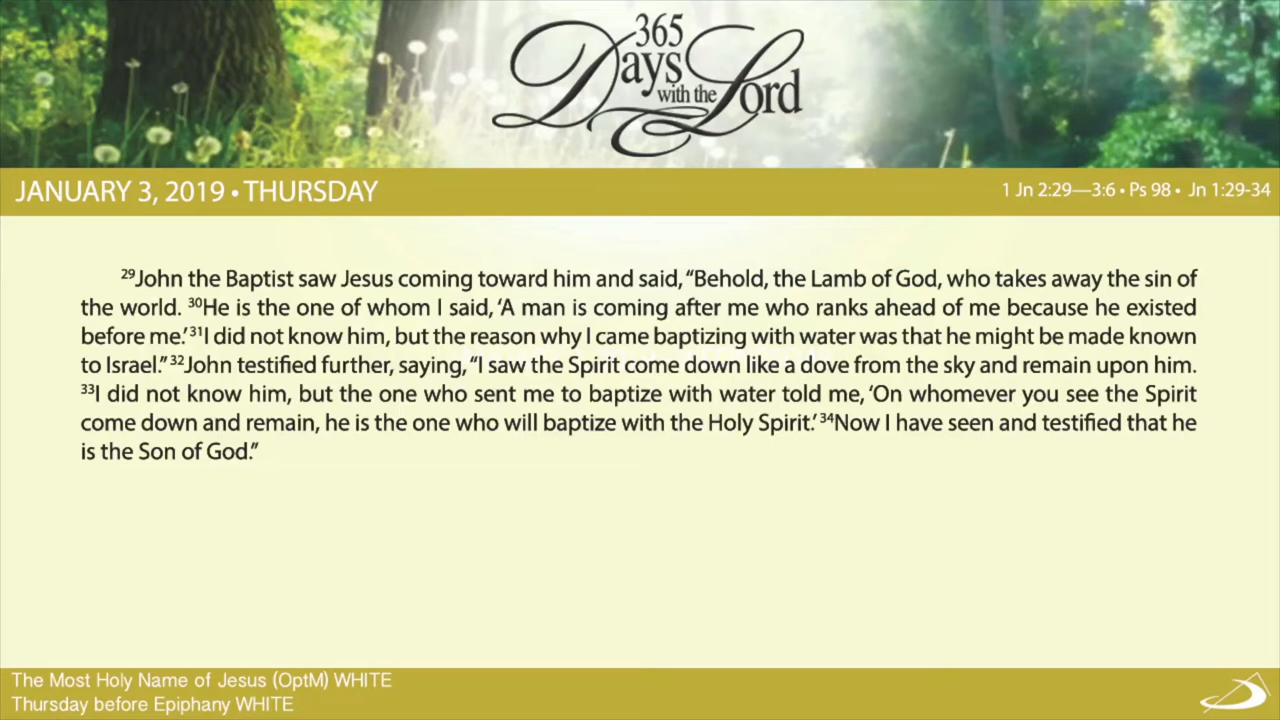 365
Days
with the
Lord
JANUARY 3, 2019 • THURSDAY
1 Jn 2:29—3:6 • Ps 98 • Jn 1:29-34
²⁹John the Baptist saw Jesus coming toward him and said, “Behold, the Lamb of God, who takes away the sin of
the world. ³⁰He is the one of whom I said, ‘A man is coming after me who ranks ahead of me because he existed
before me.’ ³¹I did not know him, but the reason why I came baptizing with water was that he might be made known
to Israel.” ³²John testified further, saying, “I saw the Spirit come down like a dove from the sky and remain upon him.
³³I did not know him, but the one who sent me to baptize with water told me, ‘On whomever you see the Spirit
come down and remain, he is the one who will baptize with the Holy Spirit.’ ³⁴Now I have seen and testified that he
is the Son of God.”
The Most Holy Name of Jesus (OptM) WHITE
Thursday before Epiphany WHITE